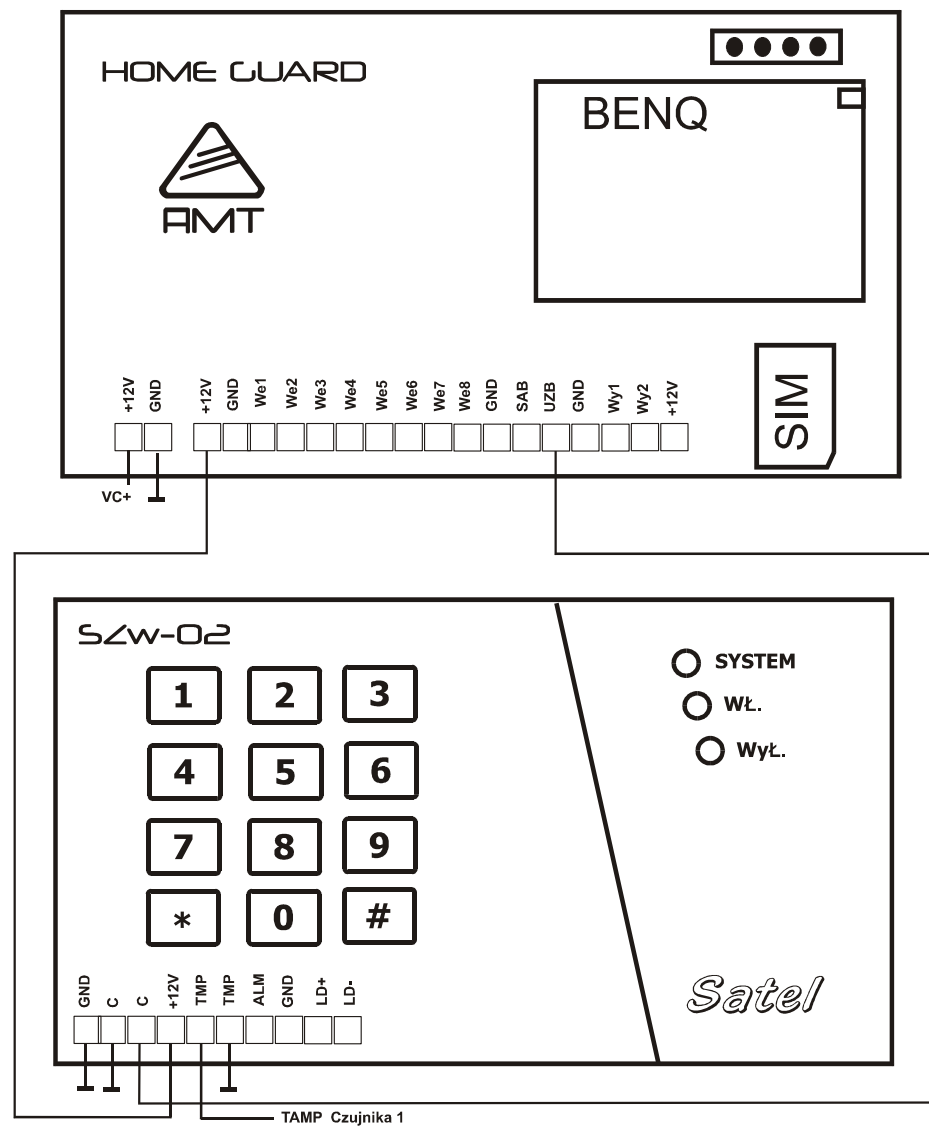 HOME GUARD
BENQ
AMT
SIM
+12V GND +12V GND We1 We2 We3 We4 We5 We6 We7 We8 GND SAB UZB GND Wy1 Wy2 +12V
VC+
SZW-02
1 2 3
4 5 6
7 8 9
* 0 #
SYSTEM
WŁ.
WyŁ.
Satel
GND C C +12V TMP TMP ALM GND LD+ LD-
TAMP Czujnika 1